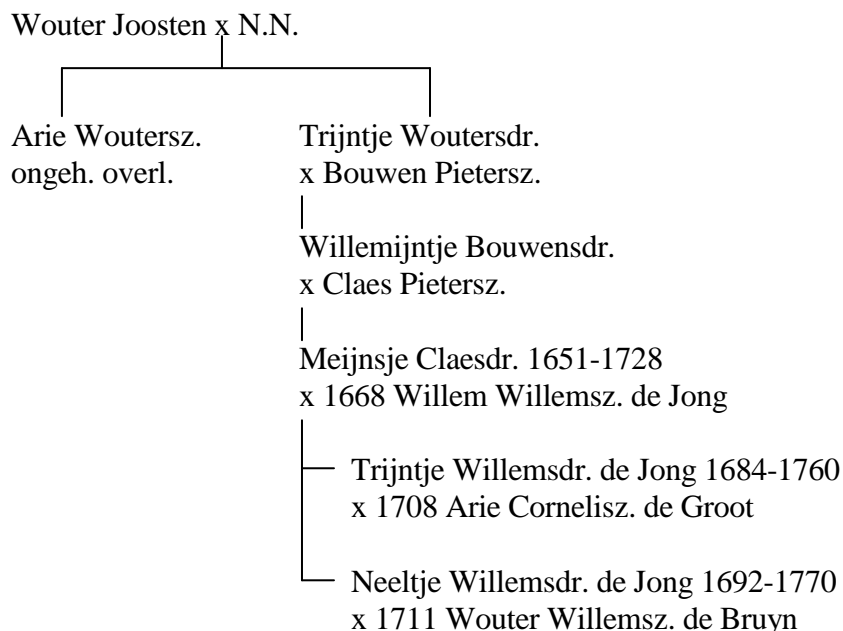 Wouter Joosten x N.N.
Arie Woutersz.
ongeh. overl.
Trijntje Woutersdr.
x Bouwen Pietersz.
Willemijntje Bouwensdr.
x Claes Pietersz.
Meijnsje Claesdr. 1651-1728
x 1668 Willem Willemsz. de Jong
Trijntje Willemsdr. de Jong 1684-1760
x 1708 Arie Cornelisz. de Groot
Neeltje Willemsdr. de Jong 1692-1770
x 1711 Wouter Willemsz. de Bruyn